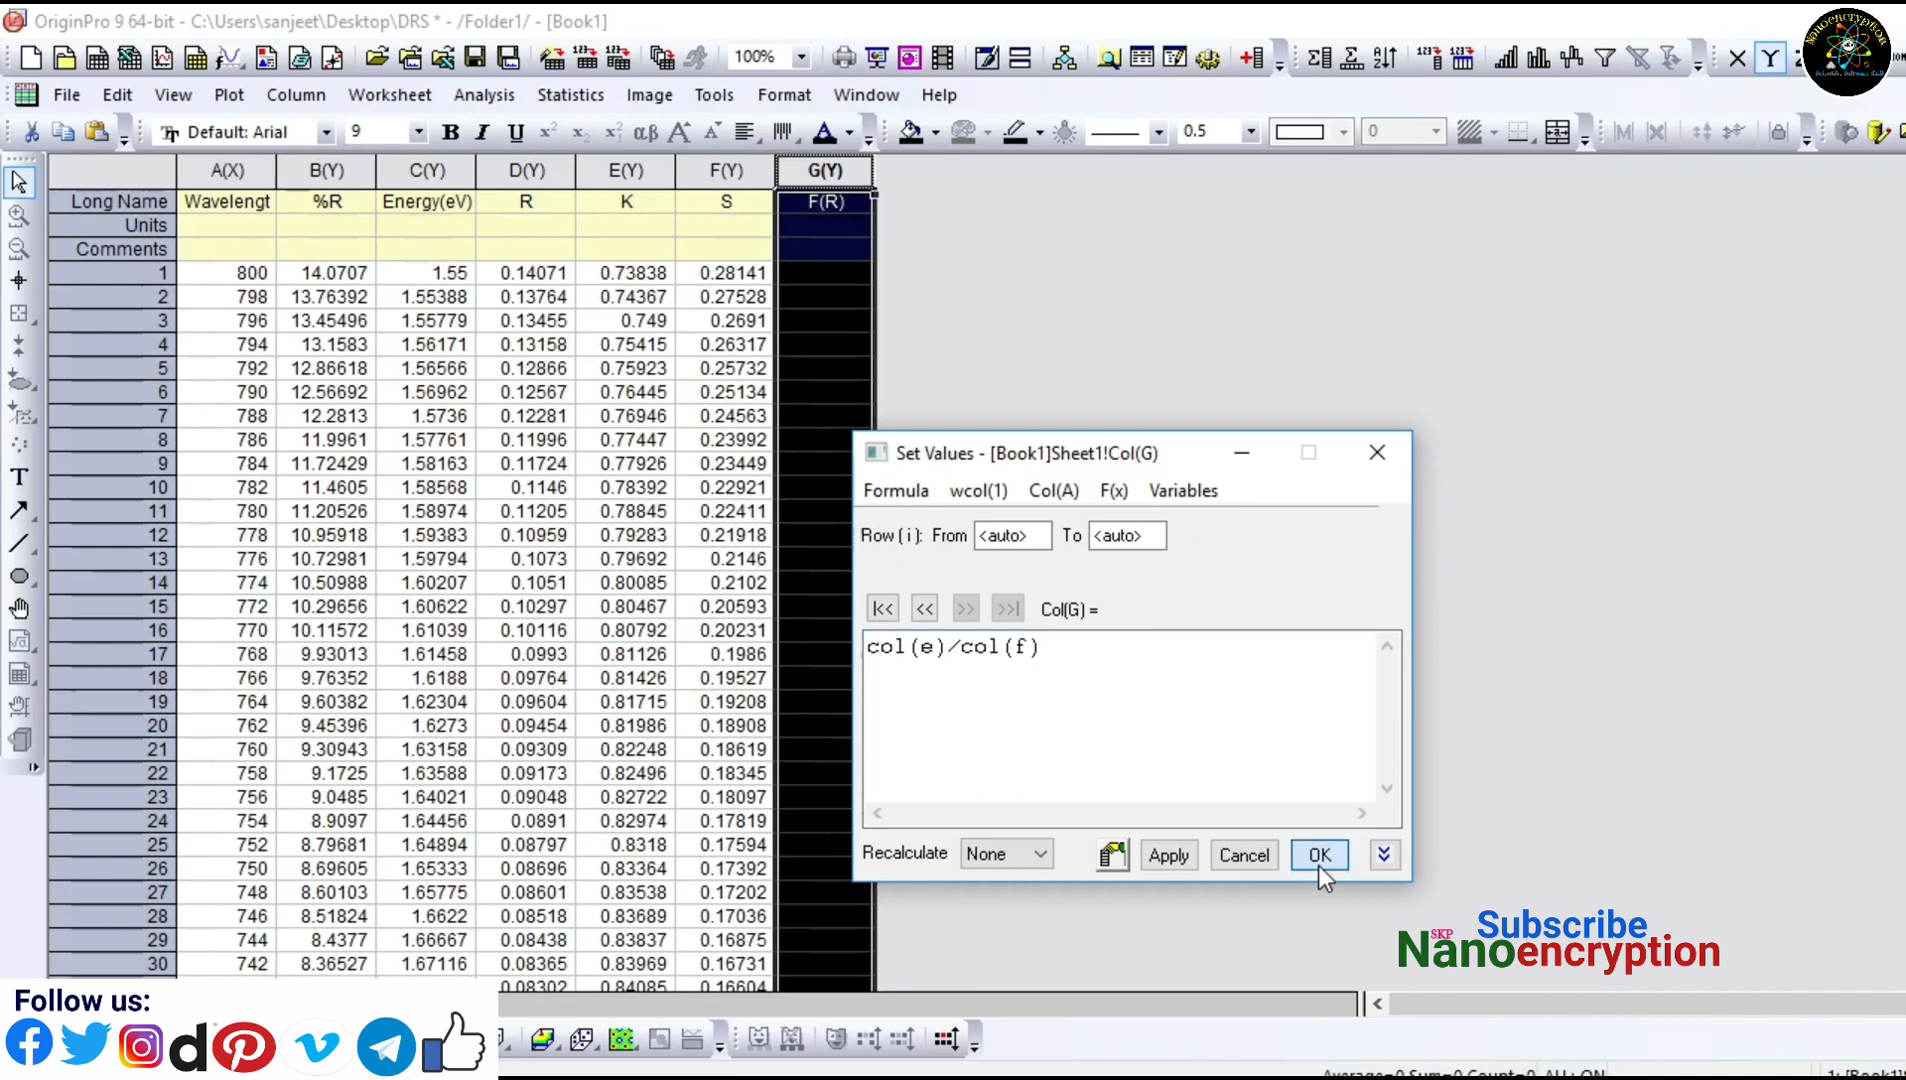 OriginPro 9 64-bit - C:\Users\sanjeet\Desktop\DRS * - /Folder1/ - [Book1]
100%
Y
File Edit View Plot Column Worksheet Analysis Statistics Image Tools Format Window Help
Default: Arial 9 B I U αβ A A A 0.5 0
A(X) B(Y) C(Y) D(Y) E(Y) F(Y) G(Y)
Long Name Wavelengt %R Energy(eV) R K S F(R)
Units
Comments
1 800 14.0707 1.55 0.14071 0.73838 0.28141
2 798 13.76392 1.55388 0.13764 0.74367 0.27528
3 796 13.45496 1.55779 0.13455 0.749 0.2691
4 794 13.1583 1.56171 0.13158 0.75415 0.26317
5 792 12.86618 1.56566 0.12866 0.75923 0.25732
6 790 12.56692 1.56962 0.12567 0.76445 0.25134
7 788 12.2813 1.5736 0.12281 0.76946 0.24563
8 786 11.9961 1.57761 0.11996 0.77447 0.23992
9 784 11.72429 1.58163 0.11724 0.77926 0.23449
10 782 11.4605 1.58568 0.1146 0.78392 0.22921
11 780 11.20526 1.58974 0.11205 0.78845 0.22411
12 778 10.95918 1.59383 0.10959 0.79283 0.21918
13 776 10.72981 1.59794 0.1073 0.79692 0.2146
14 774 10.50988 1.60207 0.1051 0.80085 0.2102
15 772 10.29656 1.60622 0.10297 0.80467 0.20593
16 770 10.11572 1.61039 0.10116 0.80792 0.20231
17 768 9.93013 1.61458 0.0993 0.81126 0.1986
18 766 9.76352 1.6188 0.09764 0.81426 0.19527
19 764 9.60382 1.62304 0.09604 0.81715 0.19208
20 762 9.45396 1.6273 0.09454 0.81986 0.18908
21 760 9.30943 1.63158 0.09309 0.82248 0.18619
22 758 9.1725 1.63588 0.09173 0.82496 0.18345
23 756 9.0485 1.64021 0.09048 0.82722 0.18097
24 754 8.9097 1.64456 0.0891 0.82974 0.17819
25 752 8.79681 1.64894 0.08797 0.8318 0.17594
26 750 8.69605 1.65333 0.08696 0.83364 0.17392
27 748 8.60103 1.65775 0.08601 0.83538 0.17202
28 746 8.51824 1.6622 0.08518 0.83689 0.17036
29 744 8.4377 1.66667 0.08438 0.83837 0.16875
30 742 8.36527 1.67116 0.08365 0.83969 0.16731
0.08302 0.84085 0.16604
Set Values - [Book1]Sheet1!Col(G)
Formula wcol(1) Col(A) F(x) Variables
Row ( i ): From <auto> To <auto>
|<< << >> >>| Col(G) =
col(e)/col(f)
Recalculate None Apply Cancel OK
Subscribe
SKP
Nanoencryption
Follow us:
Average=0 Sum=0 Count=0 AU : ON